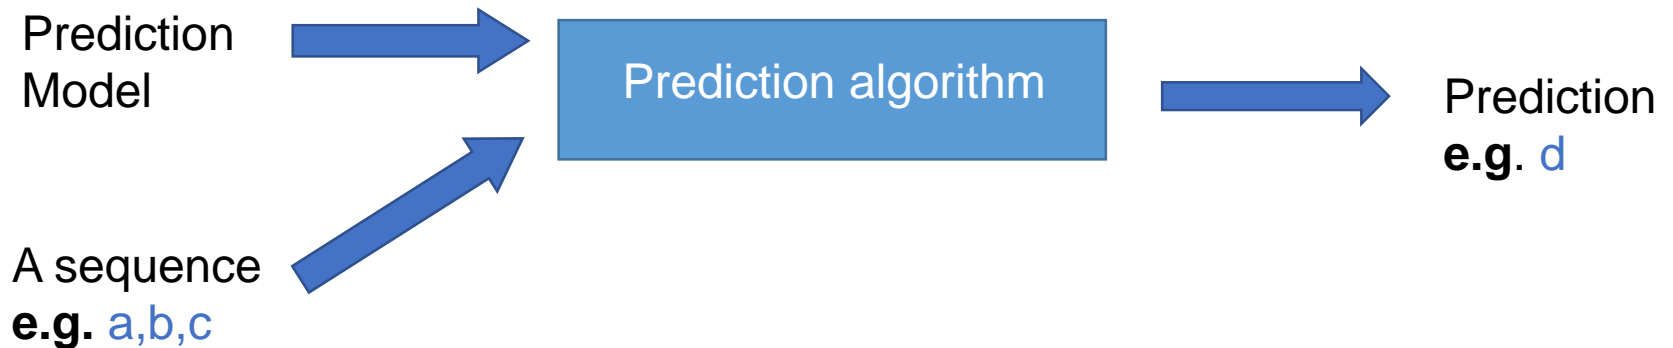 Prediction
Model
Prediction algorithm
Prediction
e.g. d
A sequence
e.g. a,b,c